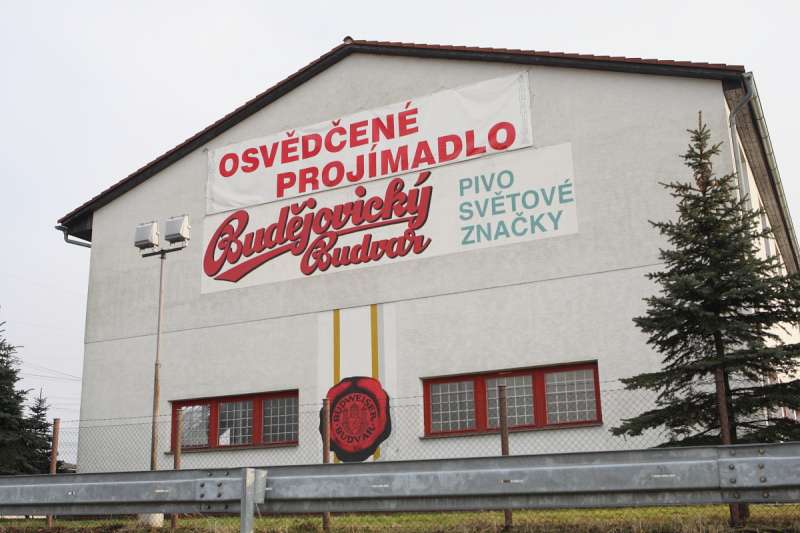 OSVĚDČENÉ
PROJÍMADLO
Budějovický
Budvar
PIVO
SVĚTOVÉ
ZNAČKY
BUDWEISER
BUDVAR